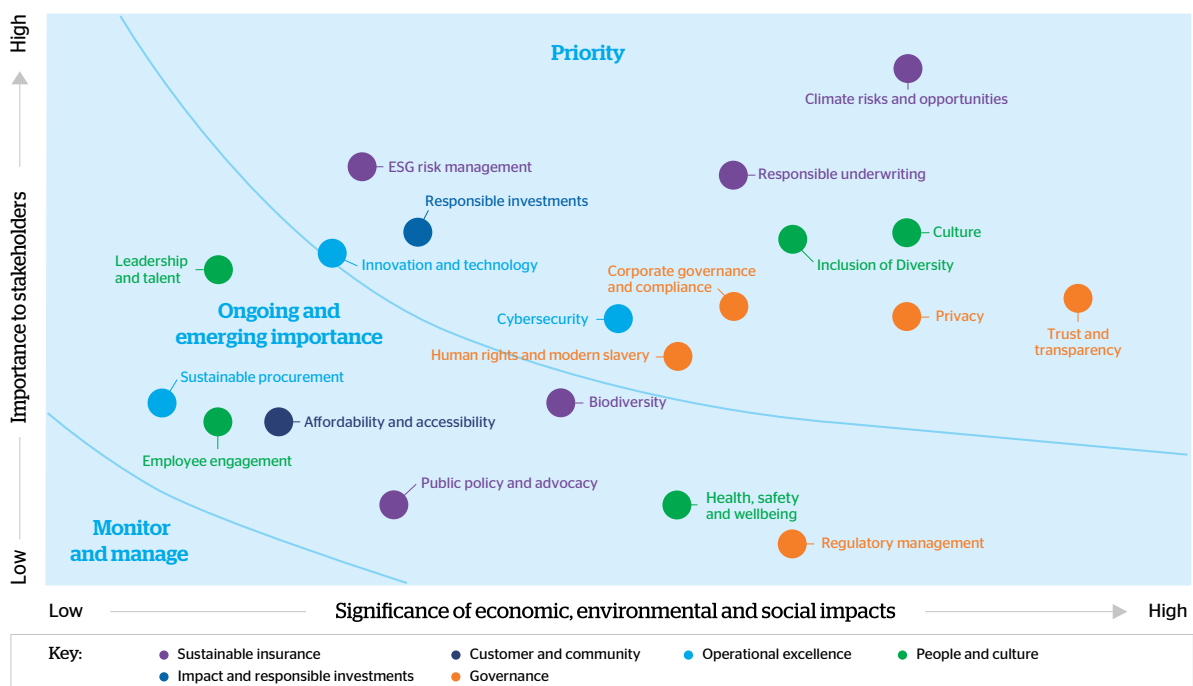 High
Importance to stakeholders
Low
Priority
Climate risks and opportunities
ESG risk management
Responsible underwriting
Responsible investments
Culture
Leadership
and talent
Innovation and technology
Inclusion of Diversity
Corporate governance
and compliance
Ongoing and
emerging importance
Cybersecurity
Privacy
Trust and
transparency
Human rights and modern slavery
Sustainable procurement
Biodiversity
Affordability and accessibility
Employee engagement
Public policy and advocacy
Health, safety
and wellbeing
Monitor
and manage
Regulatory management
Low
Significance of economic, environmental and social impacts
High
Key:
Sustainable insurance
Customer and community
Operational excellence
People and culture
Impact and responsible investments
Governance